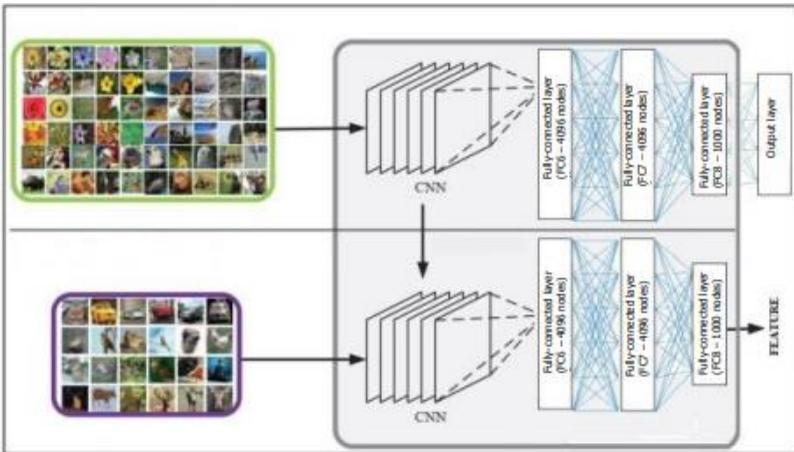 CNN
Fully-connected layer
(FC6 – 4096 nodes)
Fully-connected layer
(FC7 – 4096 nodes)
Fully-connected layer
(FC8 – 1000 nodes)
Output layer
CNN
Fully-connected layer
(FC6 – 4096 nodes)
Fully-connected layer
(FC7 – 4096 nodes)
Fully-connected layer
(FC8 – 1000 nodes)
FEATURE